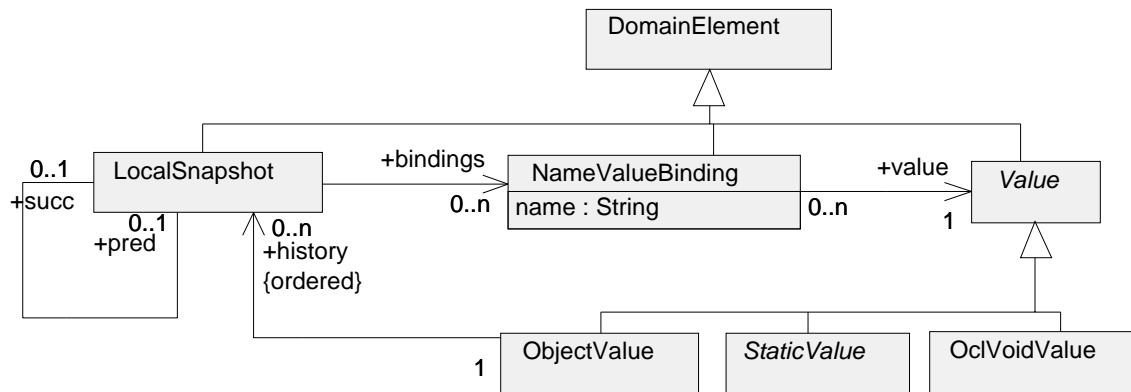 DomainElement
LocalSnapshot
+bindings
NameValueBinding
+value
Value
0..1
+succ
0..1
+pred
0..n
+history
{ordered}
0..n
name : String
0..n
1
1
ObjectValue
StaticValue
OclVoidValue